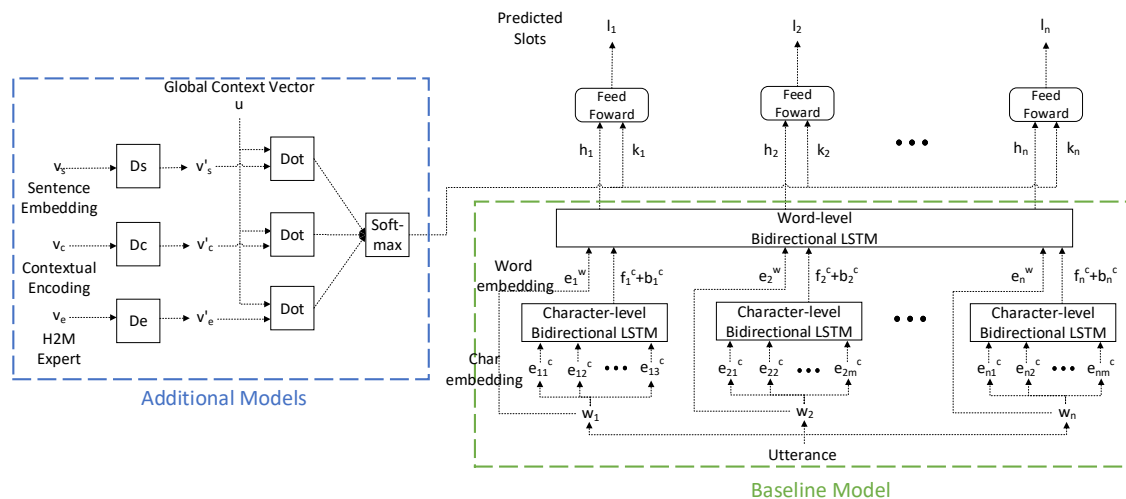 Predicted
Slots
l₁
l₂
lₙ
Global Context Vector
u
Feed
Foward
Feed
Foward
Feed
Foward
h₁
k₁
h₂
k₂
hₙ
kₙ
vₛ
Ds
v'ₛ
Dot
Sentence
Embedding
v_c
Dc
v'_c
Dot
Soft-
max
Contextual
Encoding
vₑ
De
v'ₑ
Dot
H2M
Expert
Additional Models
Word-level
Bidirectional LSTM
Word
embedding
e₁ʷ
f₁ᶜ+b₁ᶜ
e₂ʷ
f₂ᶜ+b₂ᶜ
eₙʷ
fₙᶜ+bₙᶜ
Character-level
Bidirectional LSTM
Character-level
Bidirectional LSTM
Character-level
Bidirectional LSTM
Char
embedding
e₁₁ᶜ
e₁₂ᶜ
e₁₃ᶜ
e₂₁ᶜ
e₂₂ᶜ
e₂ₘᶜ
eₙ₁ᶜ
eₙ₂ᶜ
eₙₘᶜ
w₁
w₂
wₙ
Utterance
Baseline Model